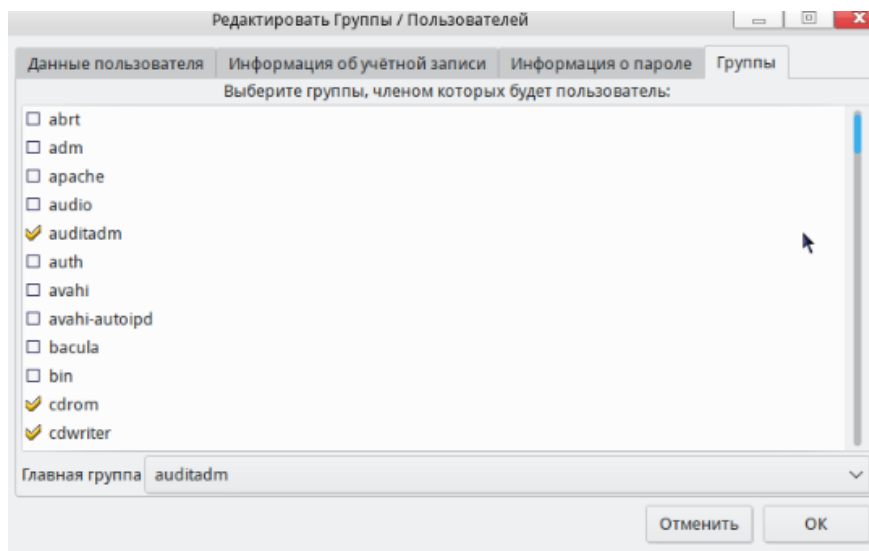 Редактировать Группы / Пользователей
Данные пользователя Информация об учётной записи Информация о пароле Группы
Выберите группы, членом которых будет пользователь:
abrt
adm
apache
audio
auditadm
auth
avahi
avahi-autoipd
bacula
bin
cdrom
cdwriter
Главная группа auditadm
Отменить ОК